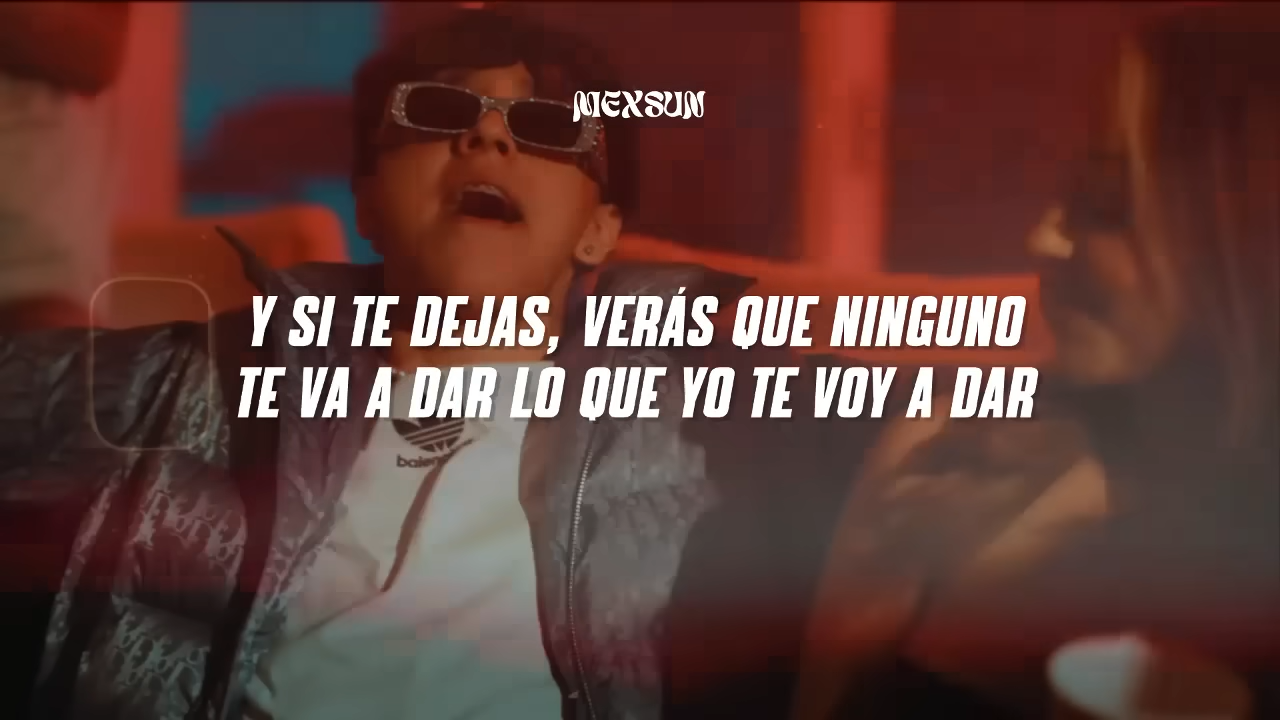 MEXSUN
Y SI TE DEJAS, VERÁS QUE NINGUNO
TE VA A DAR LO QUE YO TE VOY A DAR